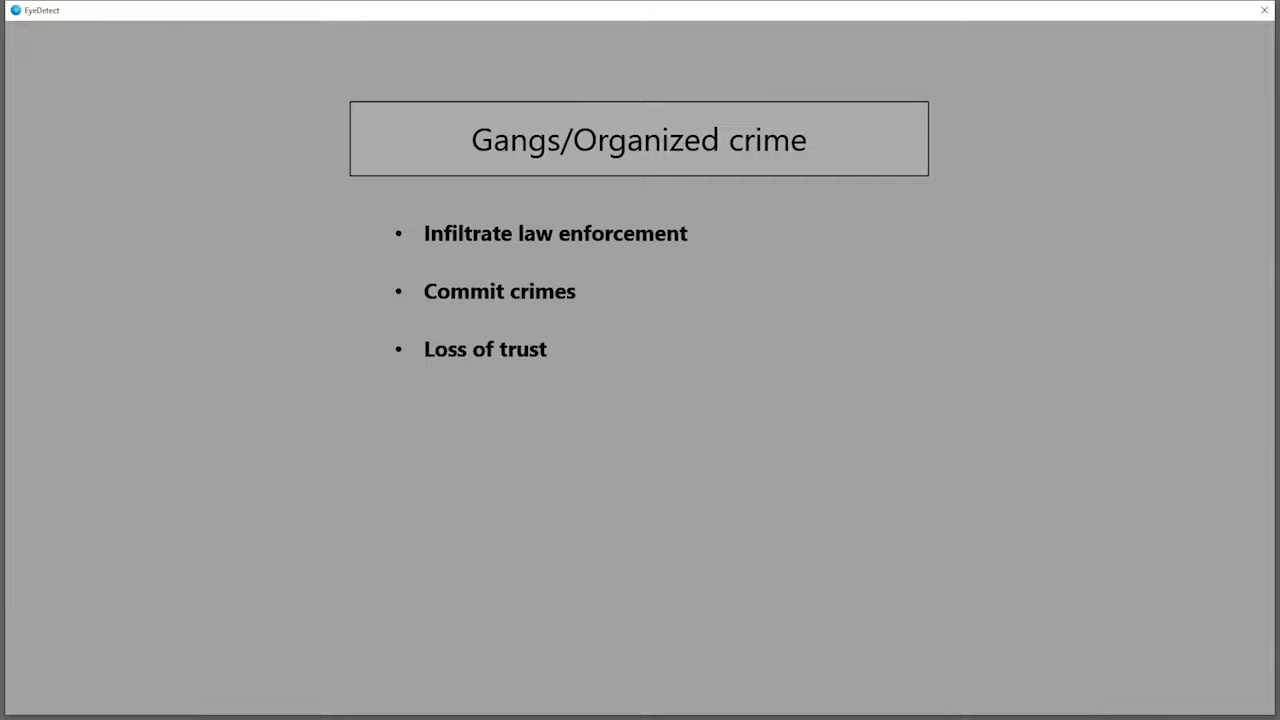 EyeDetect
Gangs/Organized crime
• Infiltrate law enforcement
• Commit crimes
• Loss of trust